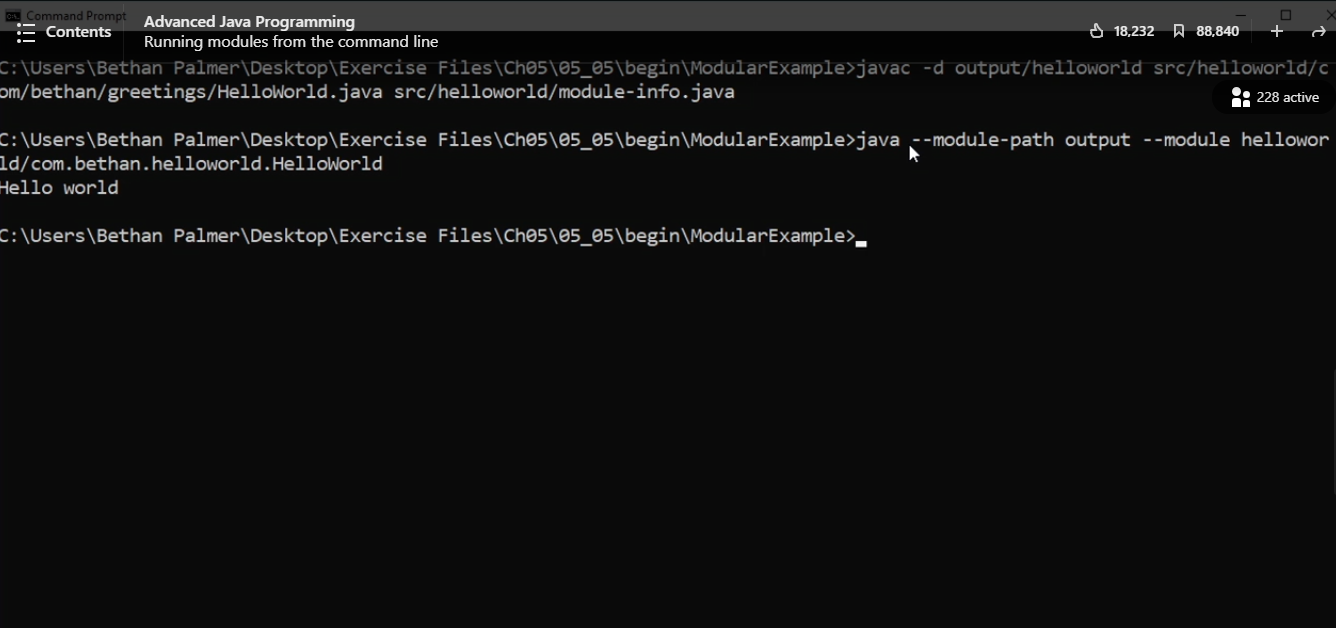 Command Prompt
Contents
Advanced Java Programming
Running modules from the command line
18,232
88,840
228 active
C:\Users\Bethan Palmer\Desktop\Exercise Files\Ch05\05_05\begin\ModularExample>javac -d output/helloworld src/helloworld/c
om/bethan/greetings/HelloWorld.java src/helloworld/module-info.java
C:\Users\Bethan Palmer\Desktop\Exercise Files\Ch05\05_05\begin\ModularExample>java --module-path output --module hellowor
ld/com.bethan.helloworld.HelloWorld
Hello world
C:\Users\Bethan Palmer\Desktop\Exercise Files\Ch05\05_05\begin\ModularExample>